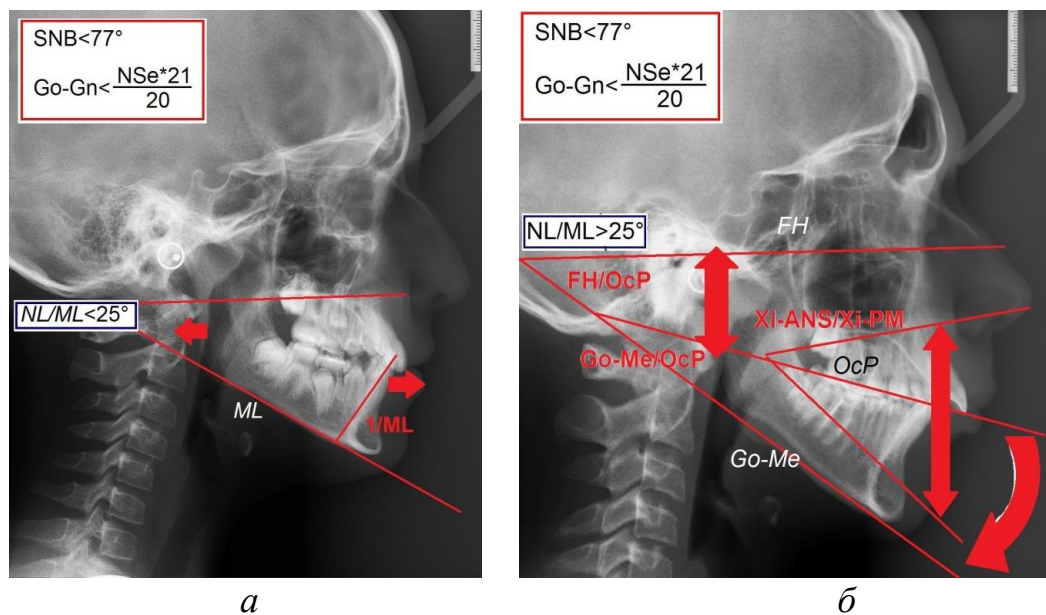 SNB<77°
Go-Gn< NSe*21
20
NL/ML<25°
ML
1/ML
а
SNB<77°
Go-Gn< NSe*21
20
NL/ML>25°
FH
FH/OcP
Xi-ANS/Xi-PM
Go-Me/OcP
OcP
Go-Me
б